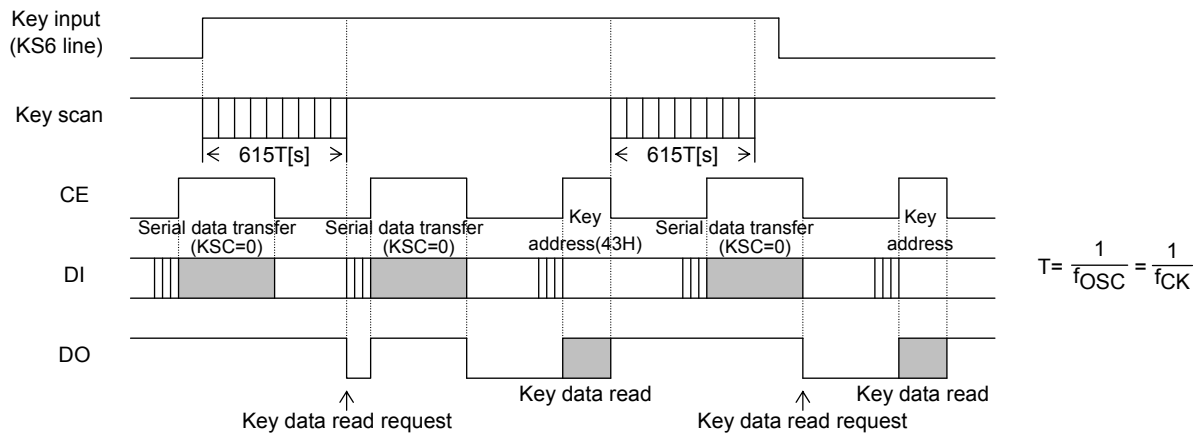 Key input
(KS6 line)
Key scan
615T[s]
615T[s]
CE
Serial data transfer
(KSC=0)
Serial data transfer
(KSC=0)
Key
address(43H)
Serial data transfer
(KSC=0)
Key
address
DI
T= 1/fOSC = 1/fCK
DO
Key data read
Key data read
Key data read request
Key data read request